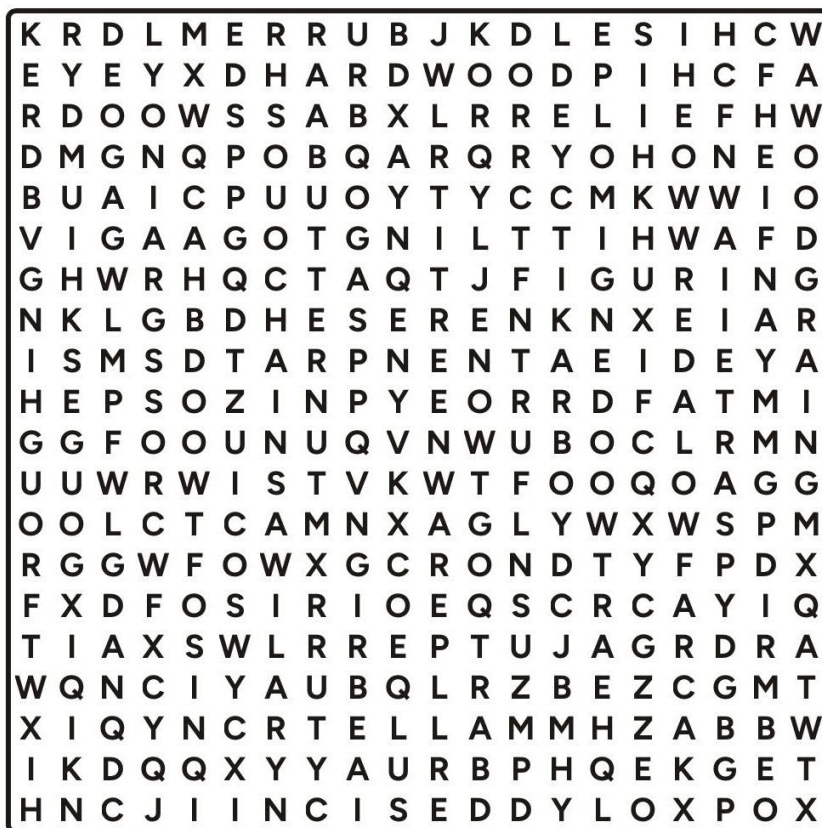 K R D L M E R R U B J K D L E S I H C W
E Y E Y X D H A R D W O O D P I H C F A
R D O O W S S A B X L R R E L I E F H W
D M G N Q P O B Q A R Q R Y O H O N E O
B U A I C P U U O Y T Y C C M K W W I O
V I G A A G O T G N I L T T I H W A F D
G H W R H Q C T A Q T J F I G U R I N G
N K L G B D H E S E R E N K N X E I A R
I S M S D T A R P N E N T A E I D E Y A
H E P S O Z I N P Y E O R R D F A T M I
G G F O O U N U Q V N W U B O C L R M N
U U W R W I S T V K W T F O O Q O A G G
O O L C T C A M N X A G L Y W X W S P M
R G G W F O W X G C R O N D T Y F P D X
F X D F O S I R I O E Q S C R C A Y I Q
T I A X S W L R R E P T U J A G R D R A
W Q N C I Y A U B Q L R Z B E Z C G M T
X I Q Y N C R T E L L A M M H Z A B B W
I K D Q Q X Y Y A U R B P H Q E K G E T
H N C J I I N C I S E D D Y L O X P O X